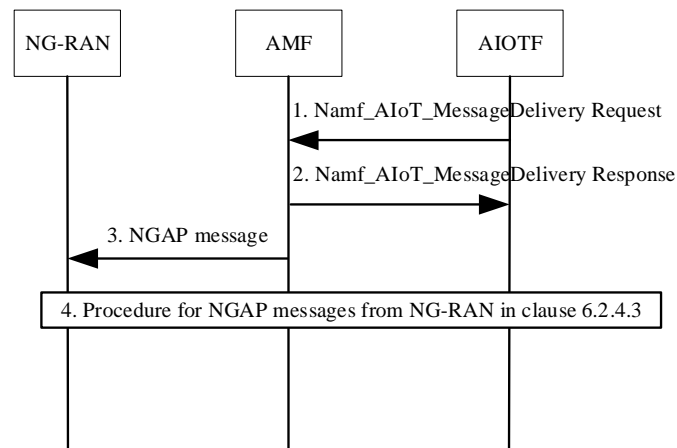 NG-RAN
AMF
AIOTF
1. Namf_AIoT_MessageDelivery Request
2. Namf_AIoT_MessageDelivery Response
3. NGAP message
4. Procedure for NGAP messages from NG-RAN in clause 6.2.4.3